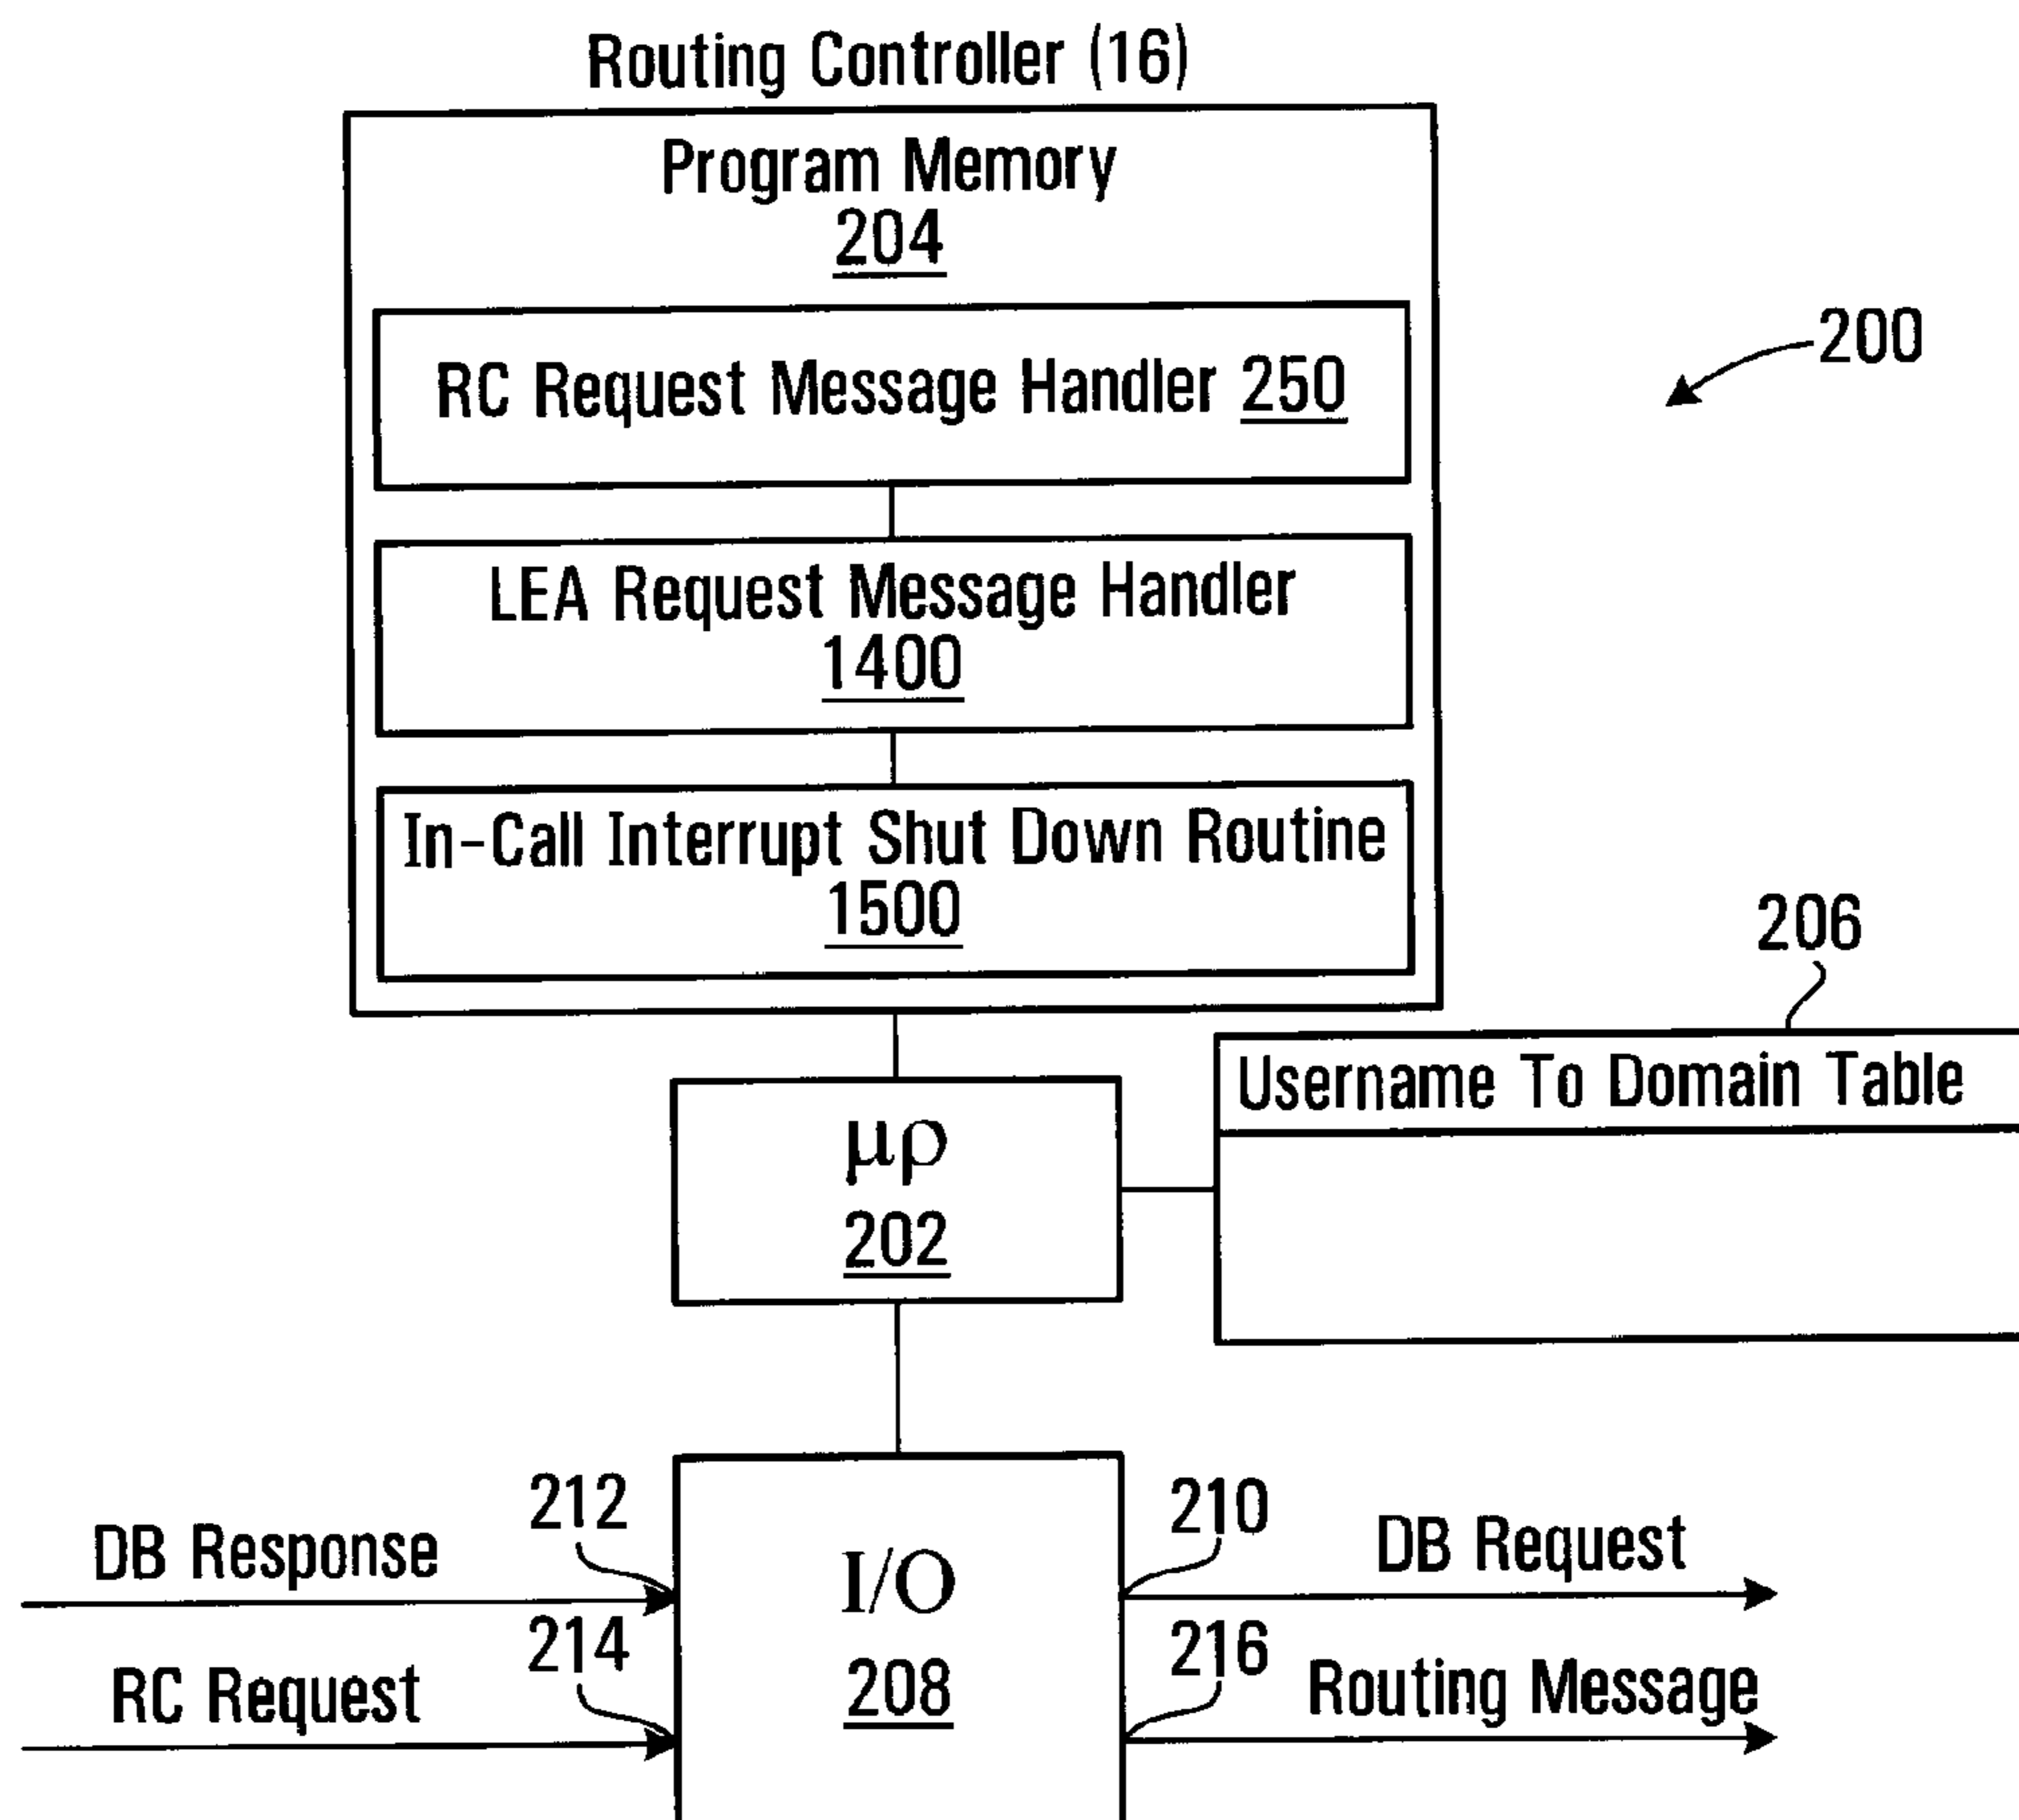 Routing Controller (16)
Program Memory
204
RC Request Message Handler 250
200
LEA Request Message Handler
1400
In-Call Interrupt Shut Down Routine
1500
206
Username To Domain Table
μρ
202
212
210
DB Response
I/O
DB Request
214
216
RC Request
208
Routing Message